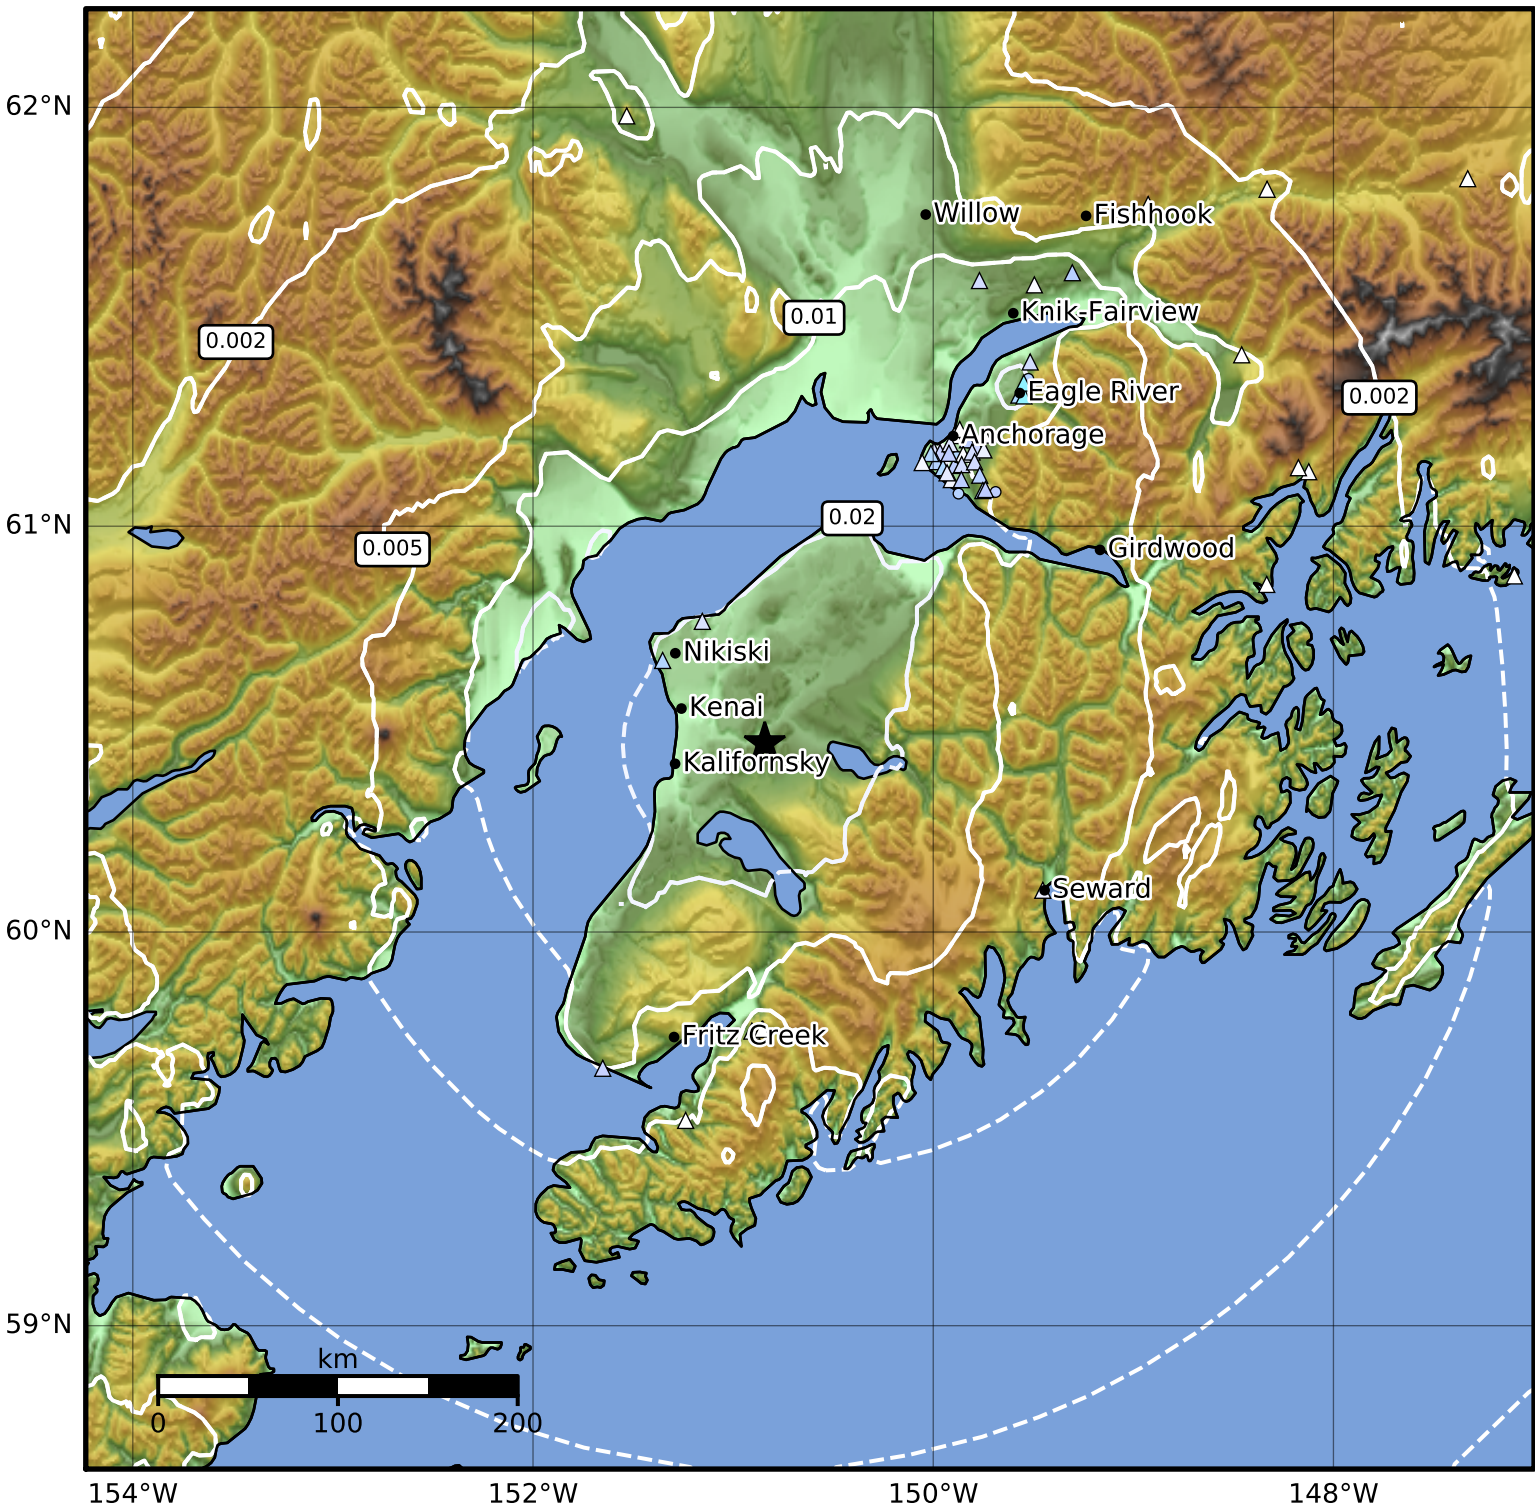 62°N
Willow
Fishhook
0.01
Knik-Fairview
0.002
Eagle River
0.002
Anchorage
0.02
61°N
0.005
Girdwood
Nikiski
Kenai
Kalifornsky
Seward
60°N
Fritz Creek
59°N
km
0 100 200
154°W 152°W 150°W 148°W